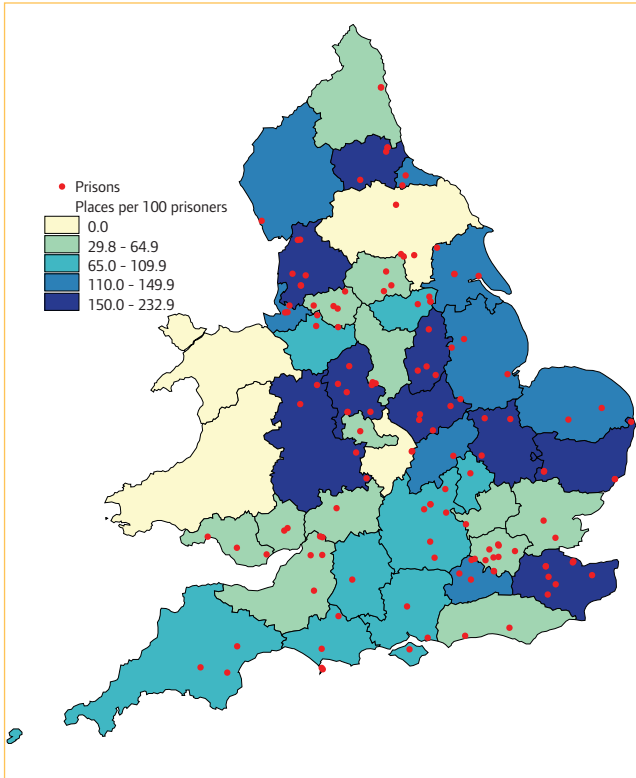 Prisons
Places per 100 prisoners
0.0
29.8 - 64.9
65.0 - 109.9
110.0 - 149.9
150.0 - 232.9